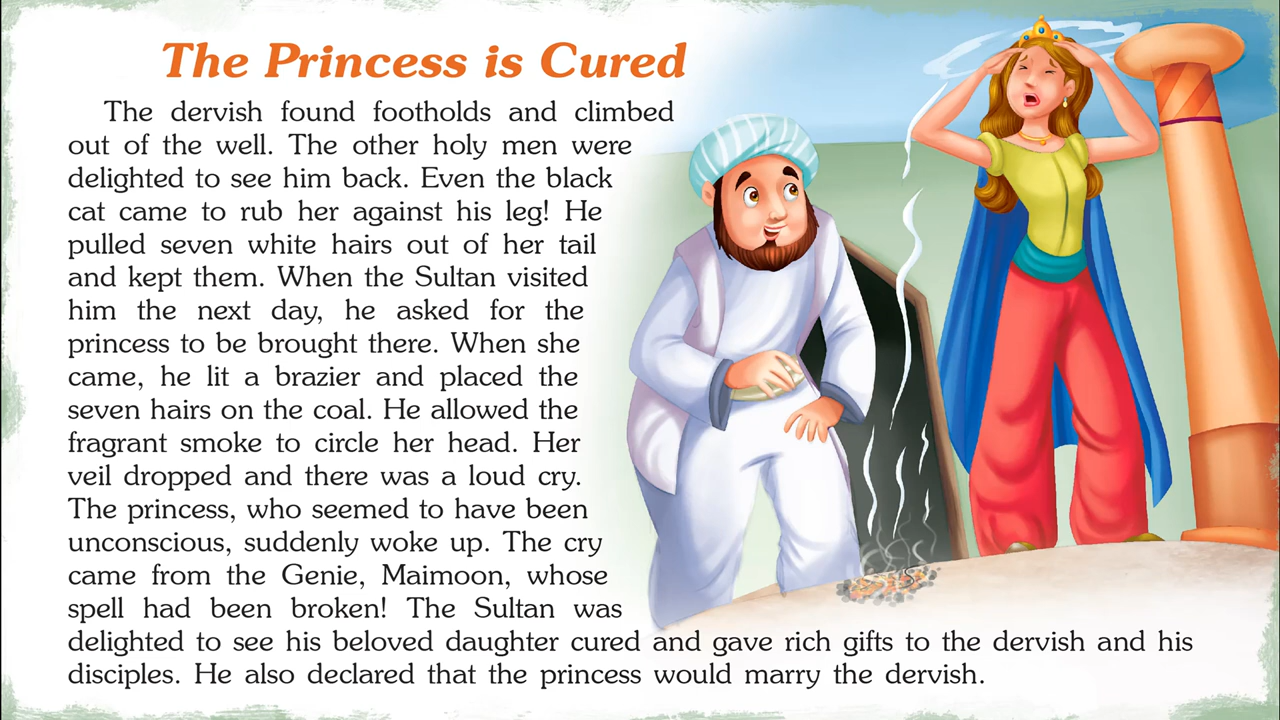 The Princess is Cured
The dervish found footholds and climbed
out of the well. The other holy men were
delighted to see him back. Even the black
cat came to rub her against his leg! He
pulled seven white hairs out of her tail
and kept them. When the Sultan visited
him the next day, he asked for the
princess to be brought there. When she
came, he lit a brazier and placed the
seven hairs on the coal. He allowed the
fragrant smoke to circle her head. Her
veil dropped and there was a loud cry.
The princess, who seemed to have been
unconscious, suddenly woke up. The cry
came from the Genie, Maimoon, whose
spell had been broken! The Sultan was
delighted to see his beloved daughter cured and gave rich gifts to the dervish and his
disciples. He also declared that the princess would marry the dervish.